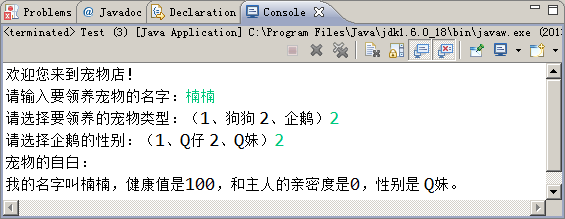 Problems @ Javadoc Declaration Console
<terminated> Test (3) [Java Application] C:\Program Files\Java\jdk1.6.0_18\bin\javaw.exe (201
欢迎您来到宠物店!
请输入要领养宠物的名字：楠楠
请选择要领养的宠物类型：（1、狗狗 2、企鹅）2
请选择企鹅的性别：（1、Q仔 2、Q妹）2
宠物的自白：
我的名字叫楠楠，健康值是100，和主人的亲密度是0，性别是 Q妹。